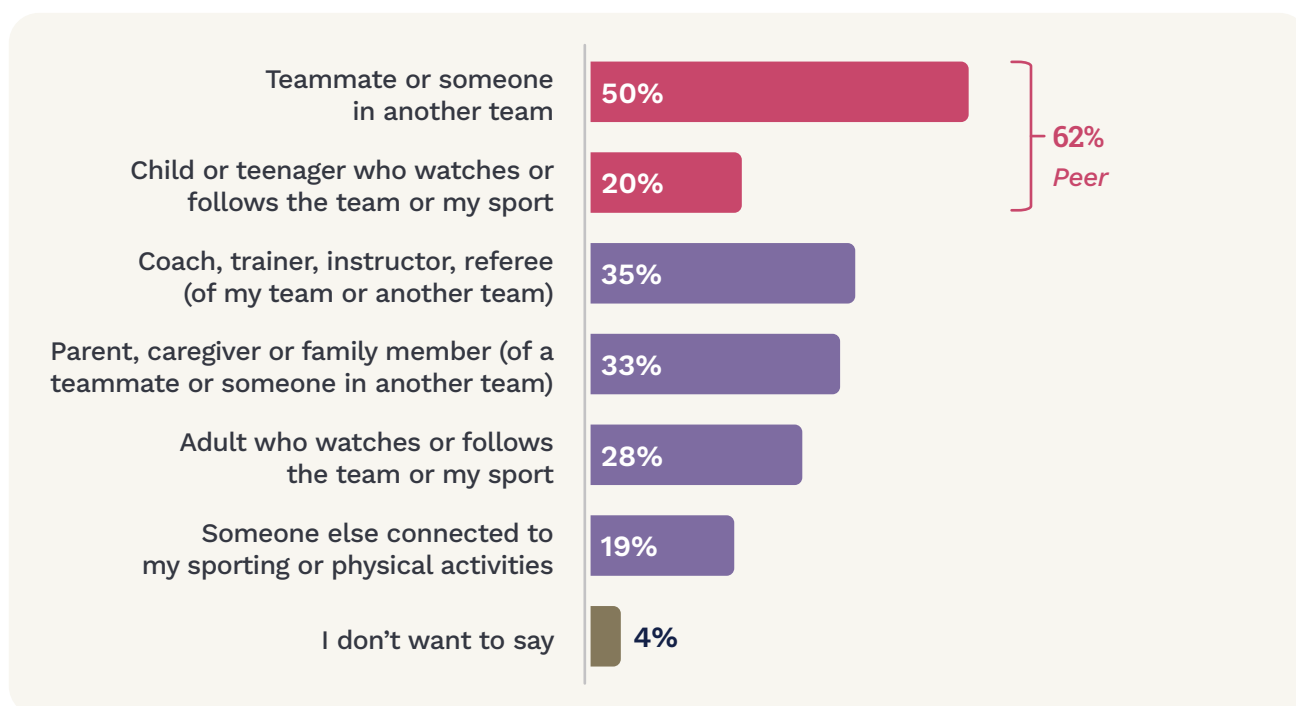 Teammate or someone
in another team
50%
Child or teenager who watches or
follows the team or my sport
20%
62%
Peer
Coach, trainer, instructor, referee
(of my team or another team)
35%
Parent, caregiver or family member (of a
teammate or someone in another team)
33%
Adult who watches or follows
the team or my sport
28%
Someone else connected to
my sporting or physical activities
19%
I don’t want to say
4%